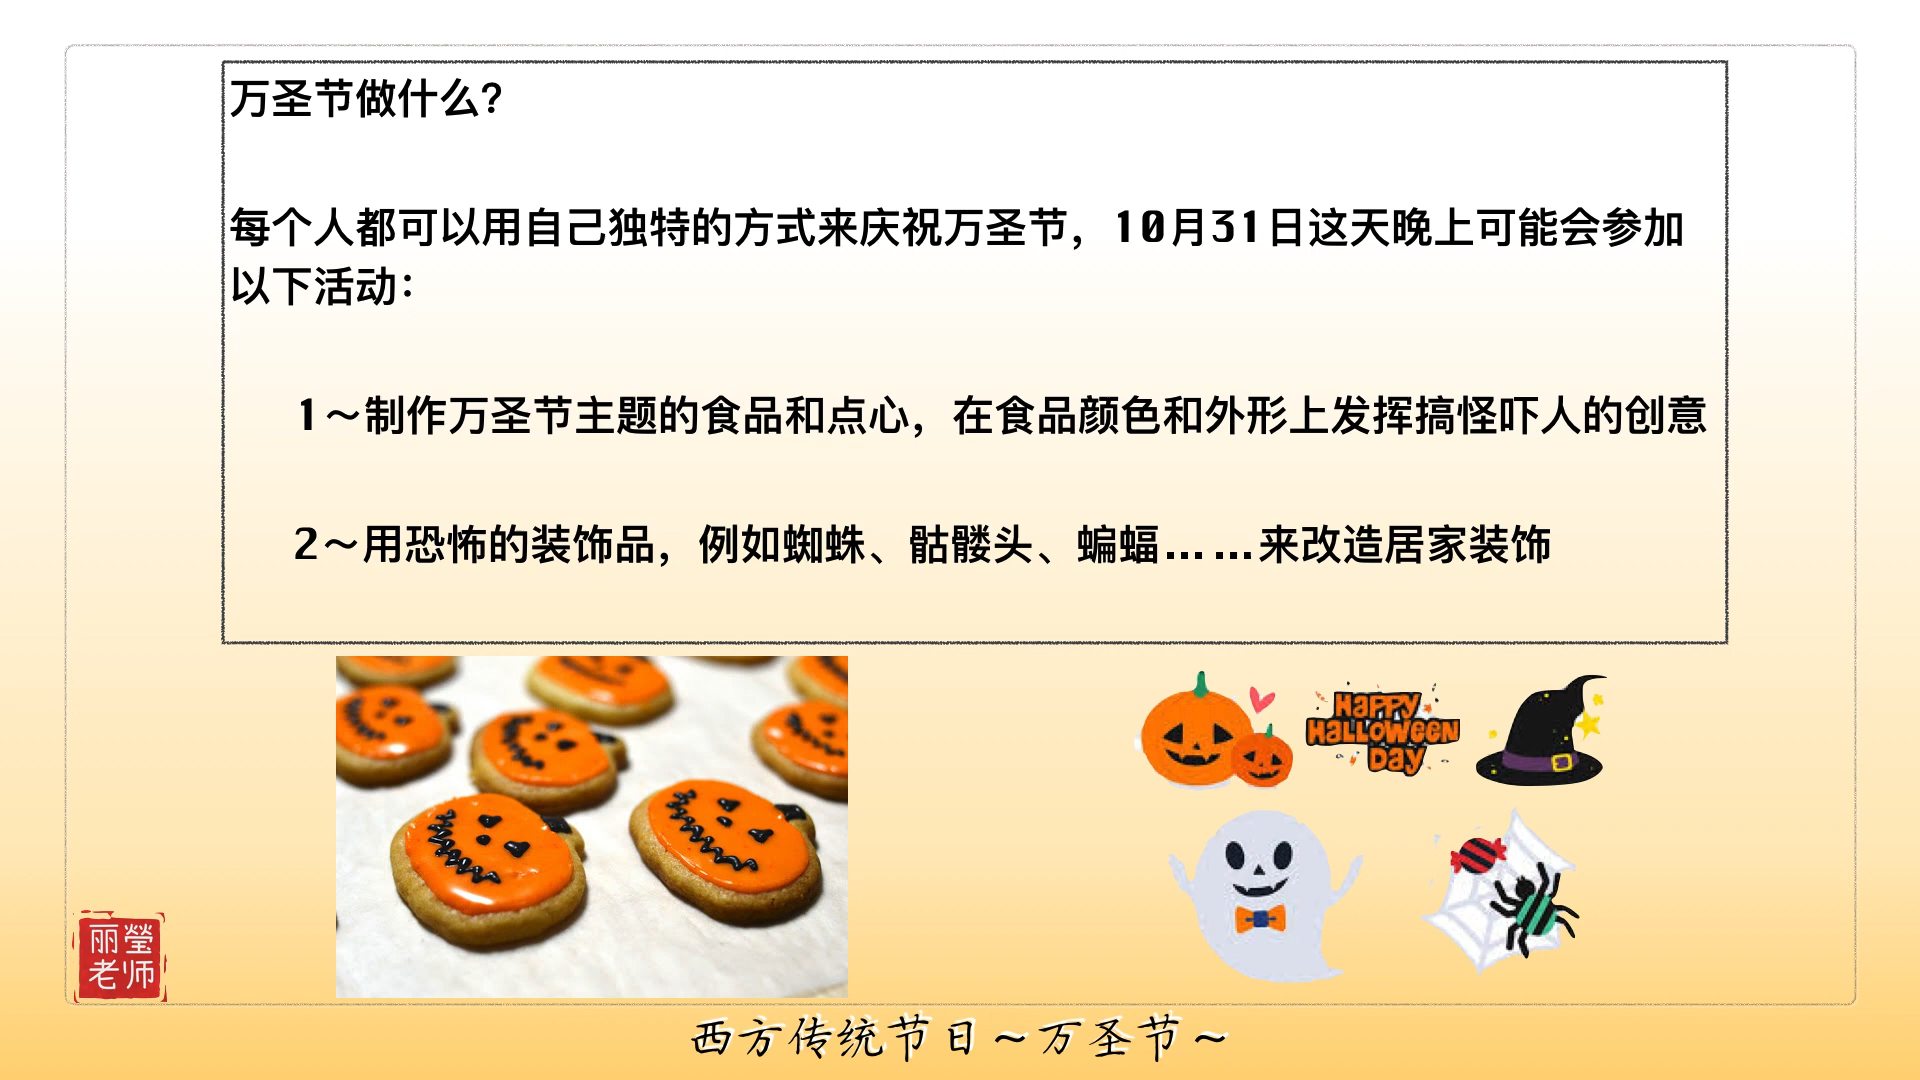 万圣节做什么？
每个人都可以用自己独特的方式来庆祝万圣节，10月31日这天晚上可能会参加
以下活动：
1～制作万圣节主题的食品和点心，在食品颜色和外形上发挥搞怪吓人的创意
2～用恐怖的装饰品，例如蜘蛛、骷髅头、蝙蝠……来改造居家装饰
HAPPY
HALLOWEEN
DAY
丽瑩
老师
西方传统节日～万圣节～